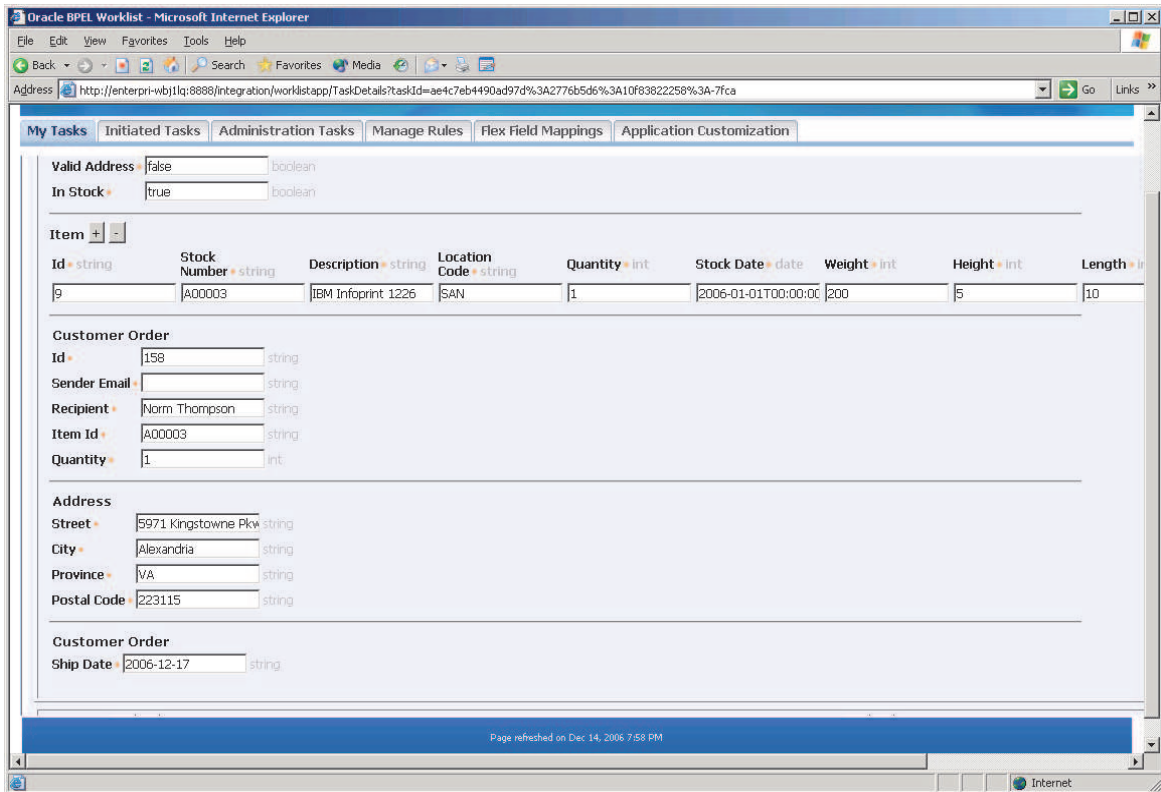 Oracle BPEL Worklist - Microsoft Internet Explorer
File Edit View Favorites Tools Help
Back Search Favorites Media
Address http://enterpri-wbj1lq:8888/integration/worklistapp/TaskDetails?taskId=ae4c7eb4490ad97d%3A2776b5d6%3A10f83822258%3A-7fca Go Links »
My Tasks Initiated Tasks Administration Tasks Manage Rules Flex Field Mappings Application Customization
Valid Address * false boolean
In Stock * true boolean
Item + -
Id * string Stock Number * string Description * string Location Code * string Quantity * int Stock Date * date Weight * int Height * int Length *
9 A00003 IBM Infoprint 1226 SAN 1 2006-01-01T00:00:00 200 5 10
Customer Order
Id * 158 string
Sender Email * string
Recipient * Norm Thompson string
Item Id * A00003 string
Quantity * 1 int
Address
Street * 5971 Kingstowne Pkw string
City * Alexandria string
Province * VA string
Postal Code * 223115 string
Customer Order
Ship Date * 2006-12-17 string
Page refreshed on Dec 14, 2006 7:58 PM
Internet